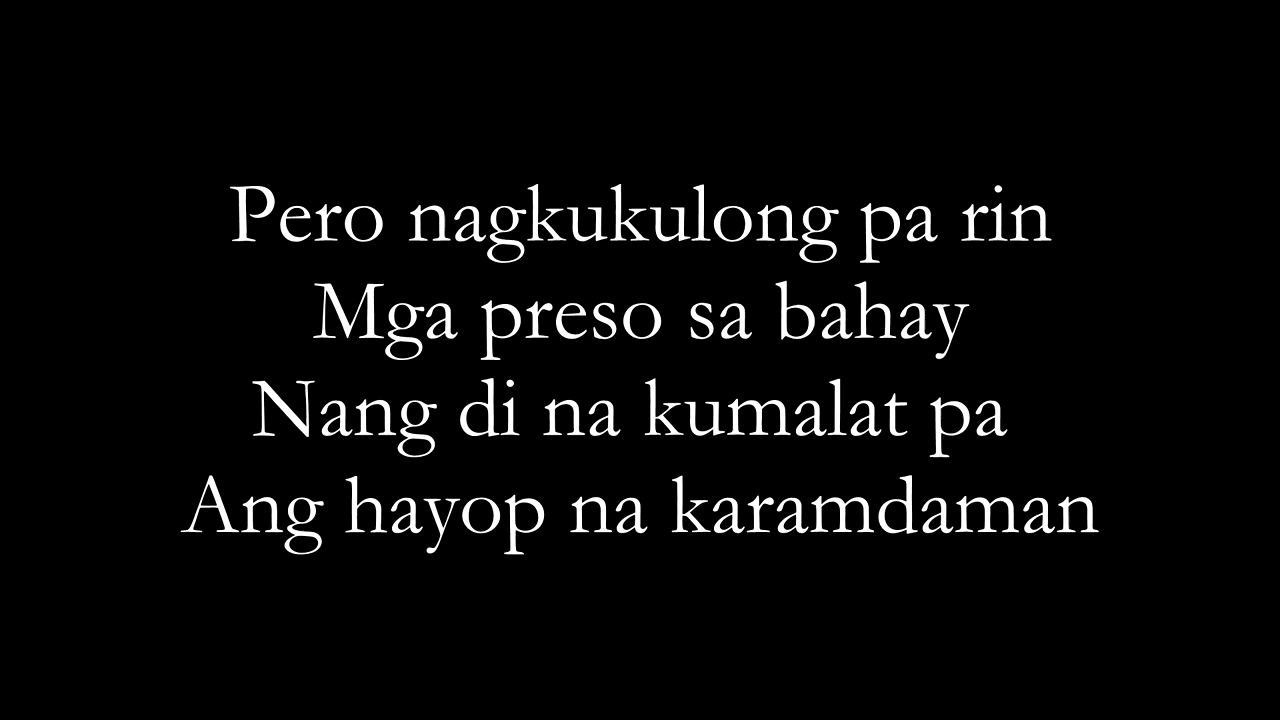 Pero nagkukulong pa rin
Mga preso sa bahay
Nang di na kumalat pa
Ang hayop na karamdaman